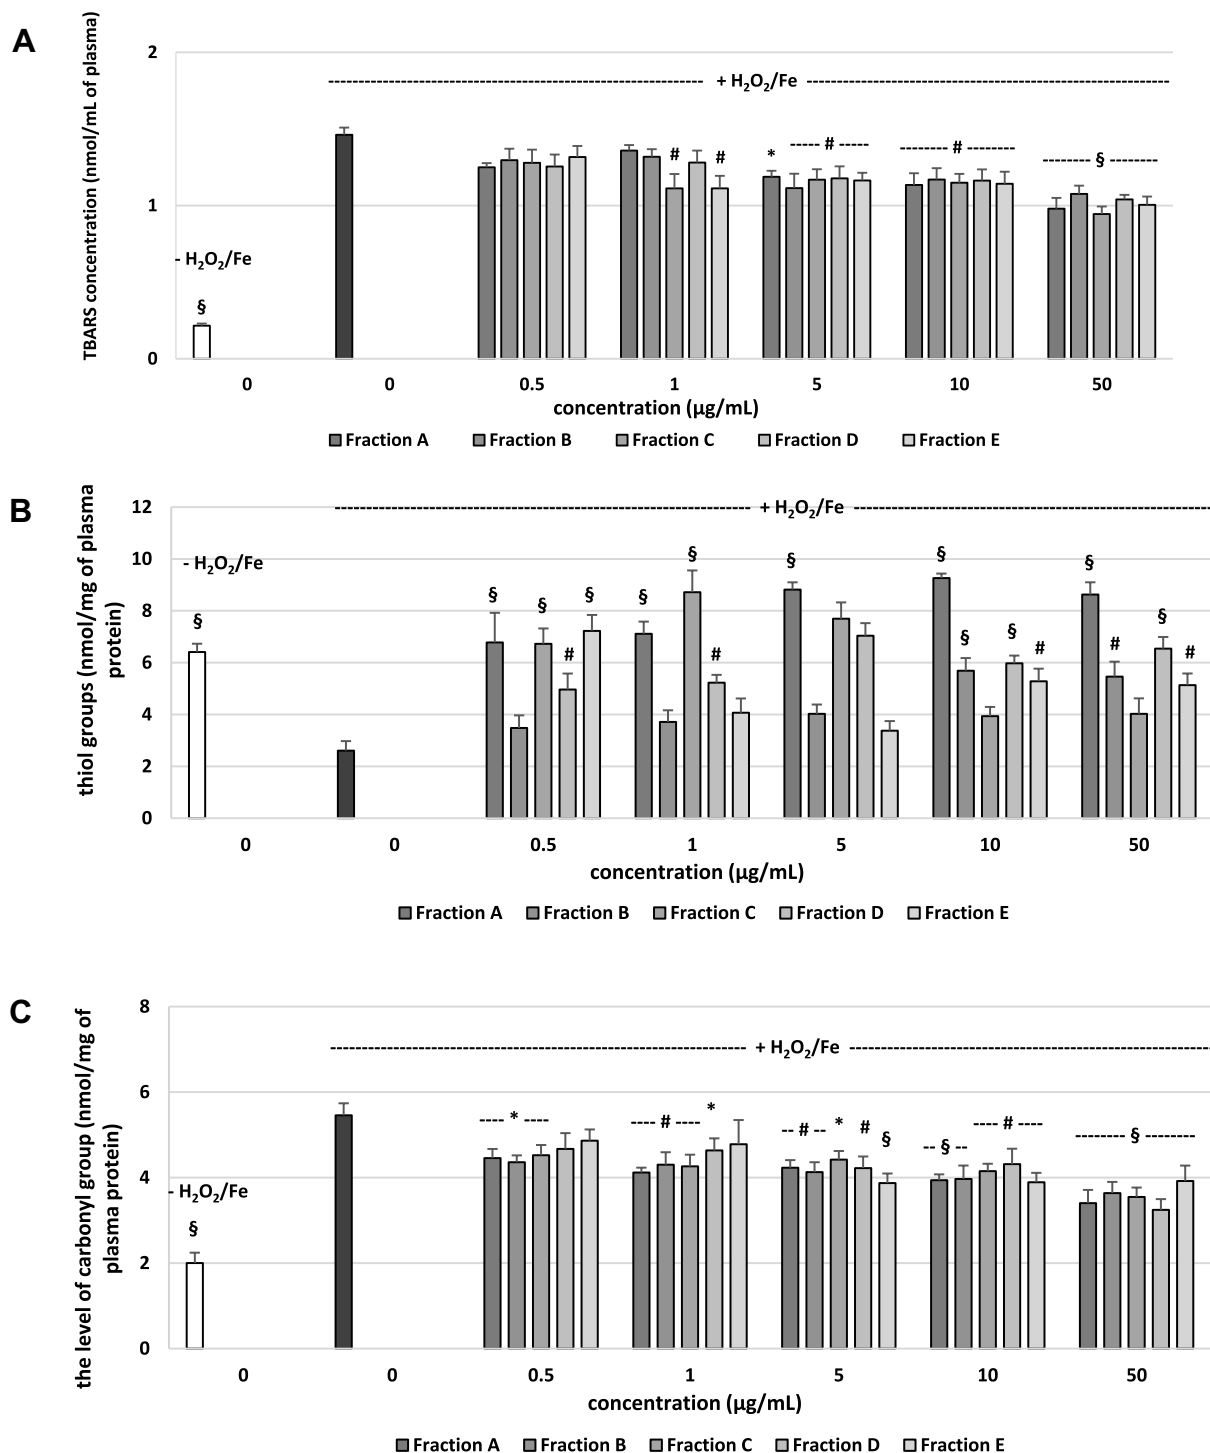 A
TBARS concentration (nmol/mL of plasma)
2
+ H₂O₂/Fe
# #
* # # §
1
- H₂O₂/Fe
§
0
0 0 0.5 1 5 10 50
concentration (µg/mL)
Fraction A Fraction B Fraction C Fraction D Fraction E
B
thiol groups (nmol/mg of plasma
protein)
12
+ H₂O₂/Fe
10
- H₂O₂/Fe
§ § § §
8
§ § § § §
§ # # § § # # #
6
4
2
0
0 0 0.5 1 5 10 50
concentration (µg/mL)
Fraction A Fraction B Fraction C Fraction D Fraction E
C
the level of carbonyl group (nmol/mg of
plasma protein)
8
+ H₂O₂/Fe
6
* # * # * # § § # §
4
- H₂O₂/Fe
§
2
0
0 0 0.5 1 5 10 50
concentration (µg/mL)
Fraction A Fraction B Fraction C Fraction D Fraction E